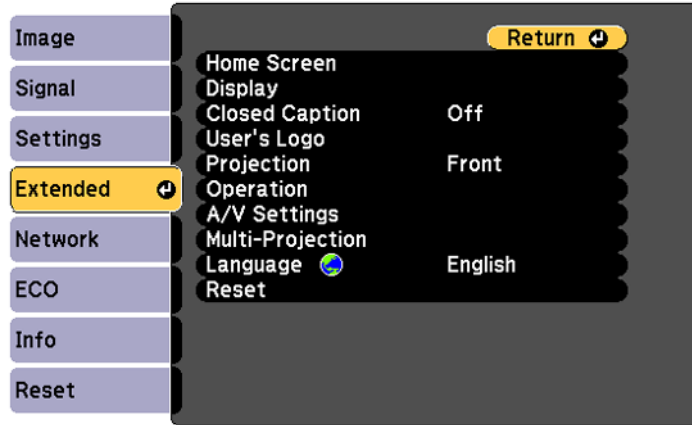 Image
Signal
Settings
Extended
Network
ECO
Info
Reset
Return
Home Screen
Display
Closed Caption Off
User's Logo
Projection Front
Operation
A/V Settings
Multi-Projection
Language English
Reset